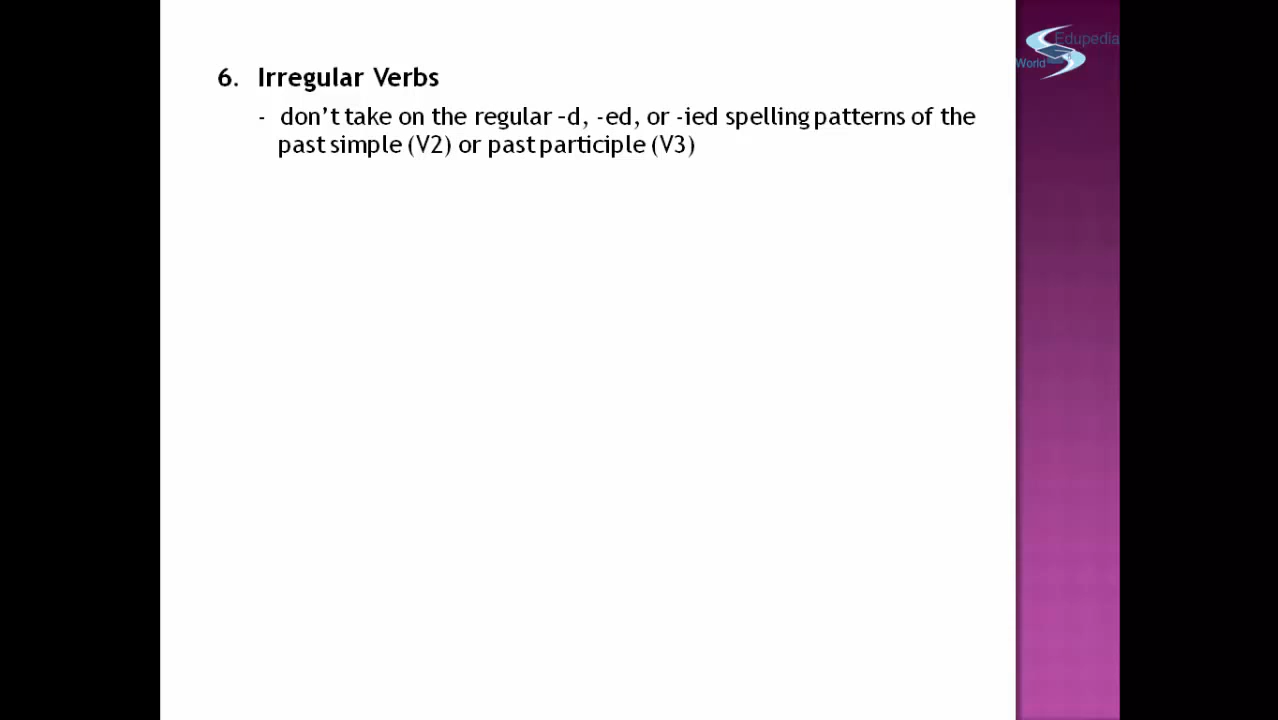 Edupedia
World
6. Irregular Verbs
- don't take on the regular -d, -ed, or -ied spelling patterns of the
past simple (V2) or past participle (V3)